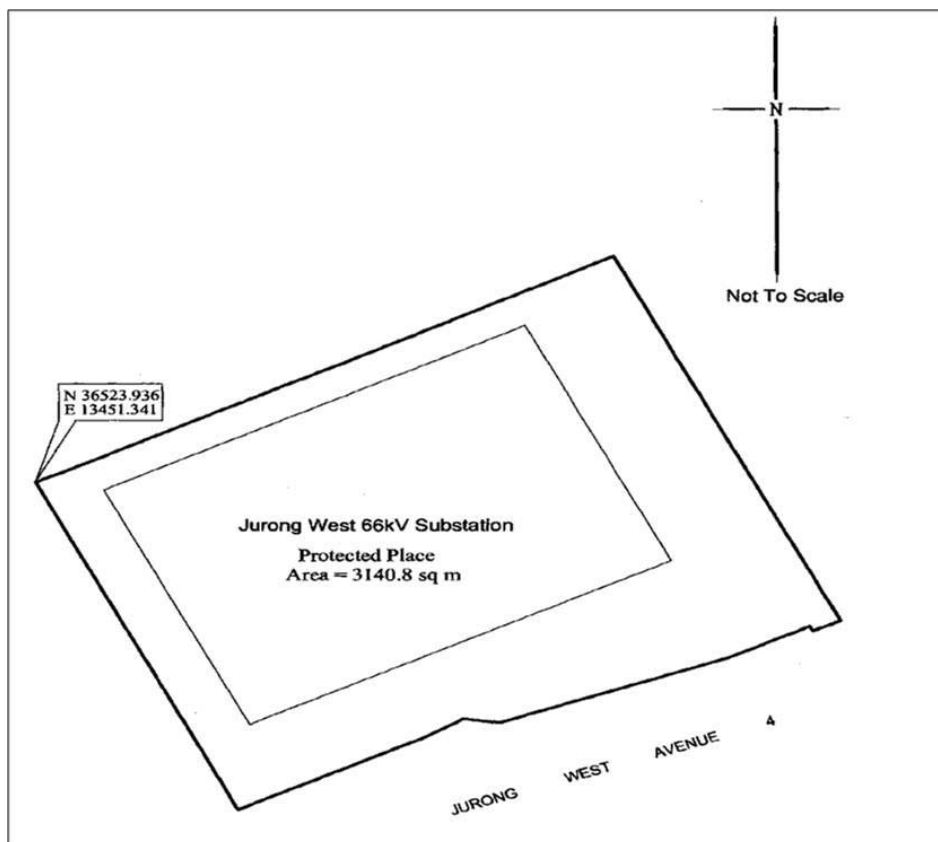 N
Not To Scale
N 36523.936
E 13451.341
Jurong West 66kV Substation
Protected Place
Area = 3140.8 sq m
JURONG WEST AVENUE 4